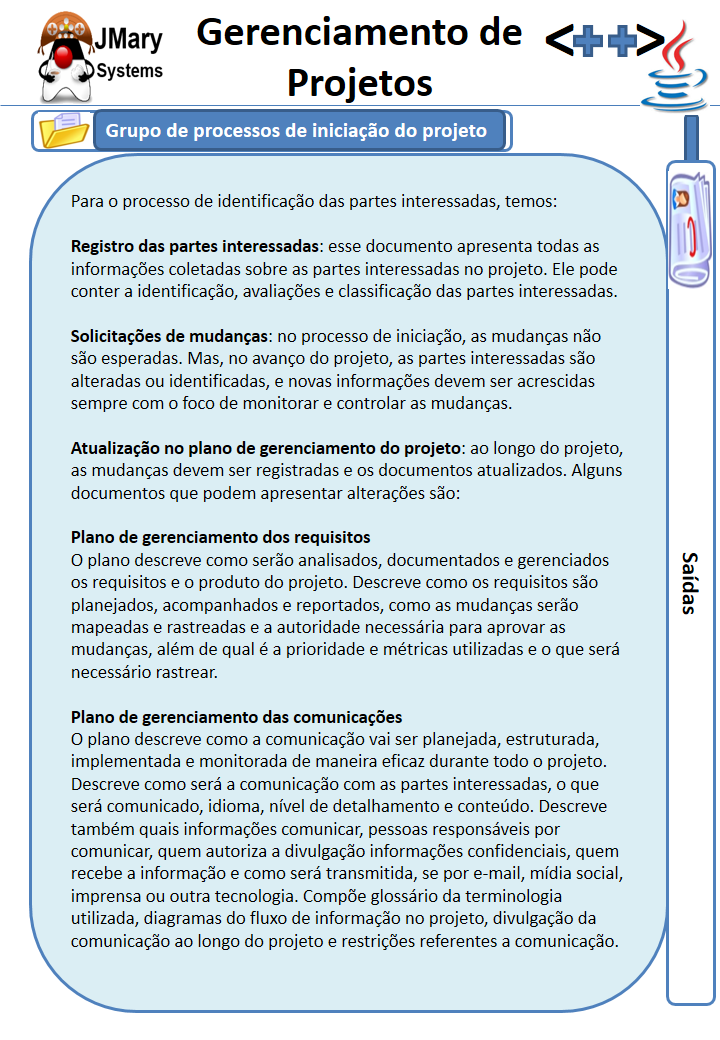 JMary
Systems
Gerenciamento de
Projetos
<++>
Grupo de processos de iniciação do projeto
Para o processo de identificação das partes interessadas, temos:
Registro das partes interessadas: esse documento apresenta todas as
informações coletadas sobre as partes interessadas no projeto. Ele pode
conter a identificação, avaliações e classificação das partes interessadas.
Solicitações de mudanças: no processo de iniciação, as mudanças não
são esperadas. Mas, no avanço do projeto, as partes interessadas são
alteradas ou identificadas, e novas informações devem ser acrescidas
sempre com o foco de monitorar e controlar as mudanças.
Atualização no plano de gerenciamento do projeto: ao longo do projeto,
as mudanças devem ser registradas e os documentos atualizados. Alguns
documentos que podem apresentar alterações são:
Plano de gerenciamento dos requisitos
O plano descreve como serão analisados, documentados e gerenciados
os requisitos e o produto do projeto. Descreve como os requisitos são
planejados, acompanhados e reportados, como as mudanças serão
mapeadas e rastreadas e a autoridade necessária para aprovar as
mudanças, além de qual é a prioridade e métricas utilizadas e o que será
necessário rastrear.
Plano de gerenciamento das comunicações
O plano descreve como a comunicação vai ser planejada, estruturada,
implementada e monitorada de maneira eficaz durante todo o projeto.
Descreve como será a comunicação com as partes interessadas, o que
será comunicado, idioma, nível de detalhamento e conteúdo. Descreve
também quais informações comunicar, pessoas responsáveis por
comunicar, quem autoriza a divulgação informações confidenciais, quem
recebe a informação e como será transmitida, se por e-mail, mídia social,
imprensa ou outra tecnologia. Compõe glossário da terminologia
utilizada, diagramas do fluxo de informação no projeto, divulgação da
comunicação ao longo do projeto e restrições referentes a comunicação.
Saídas